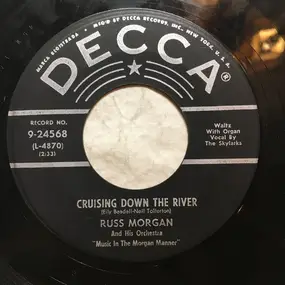 MARCA REGISTRADA · MFR'D BY DECCA RECORDS, INC., NEW YORK, U.S.A.
DECCA
RECORD NO.
9-24568
(L-4870)
(2:53)
Waltz
With Organ
Vocal By
The Skylarks
CRUISING DOWN THE RIVER
(Eily Beadell-Nell Tollerton)
RUSS MORGAN
And His Orchestra
"Music In The Morgan Manner"